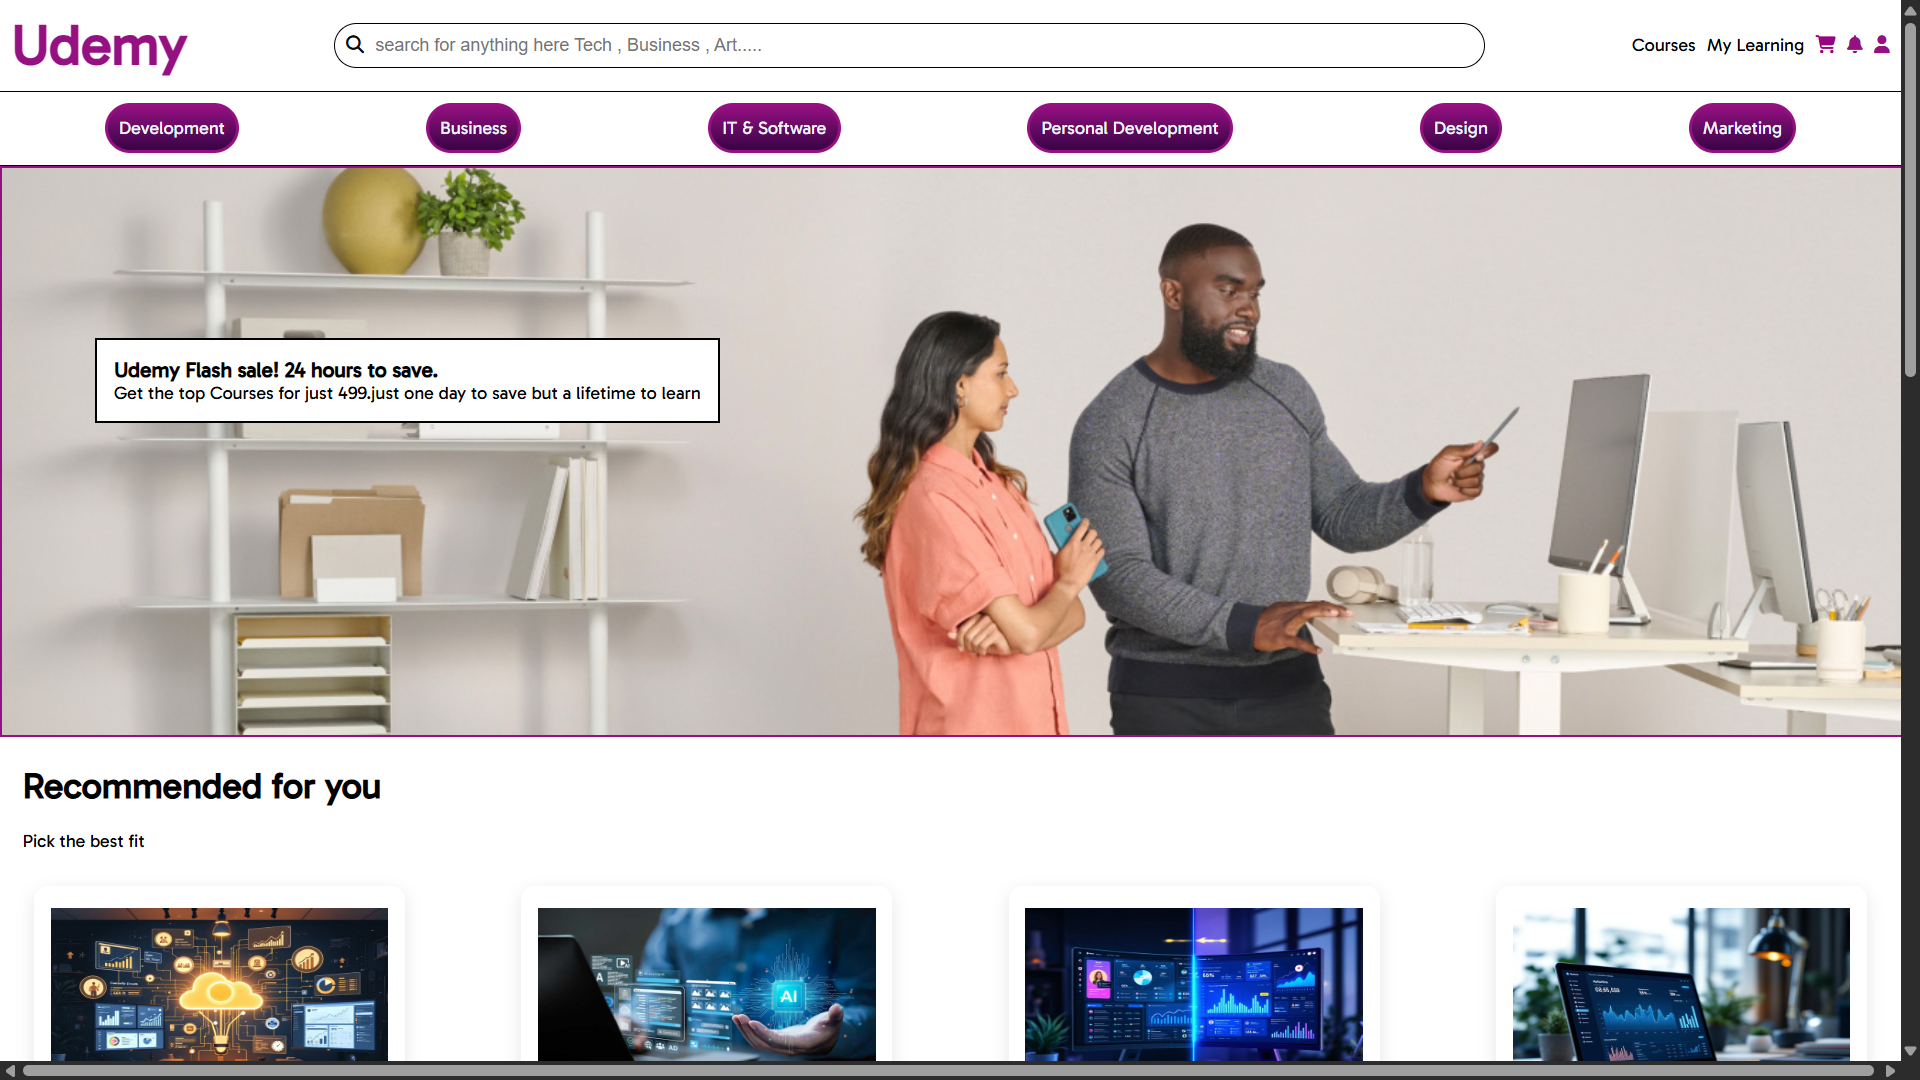 Udemy
search for anything here Tech , Business , Art.....
Courses My Learning
Development Business IT & Software Personal Development Design Marketing
Udemy Flash sale! 24 hours to save.
Get the top Courses for just 499.just one day to save but a lifetime to learn
Recommended for you
Pick the best fit
AI